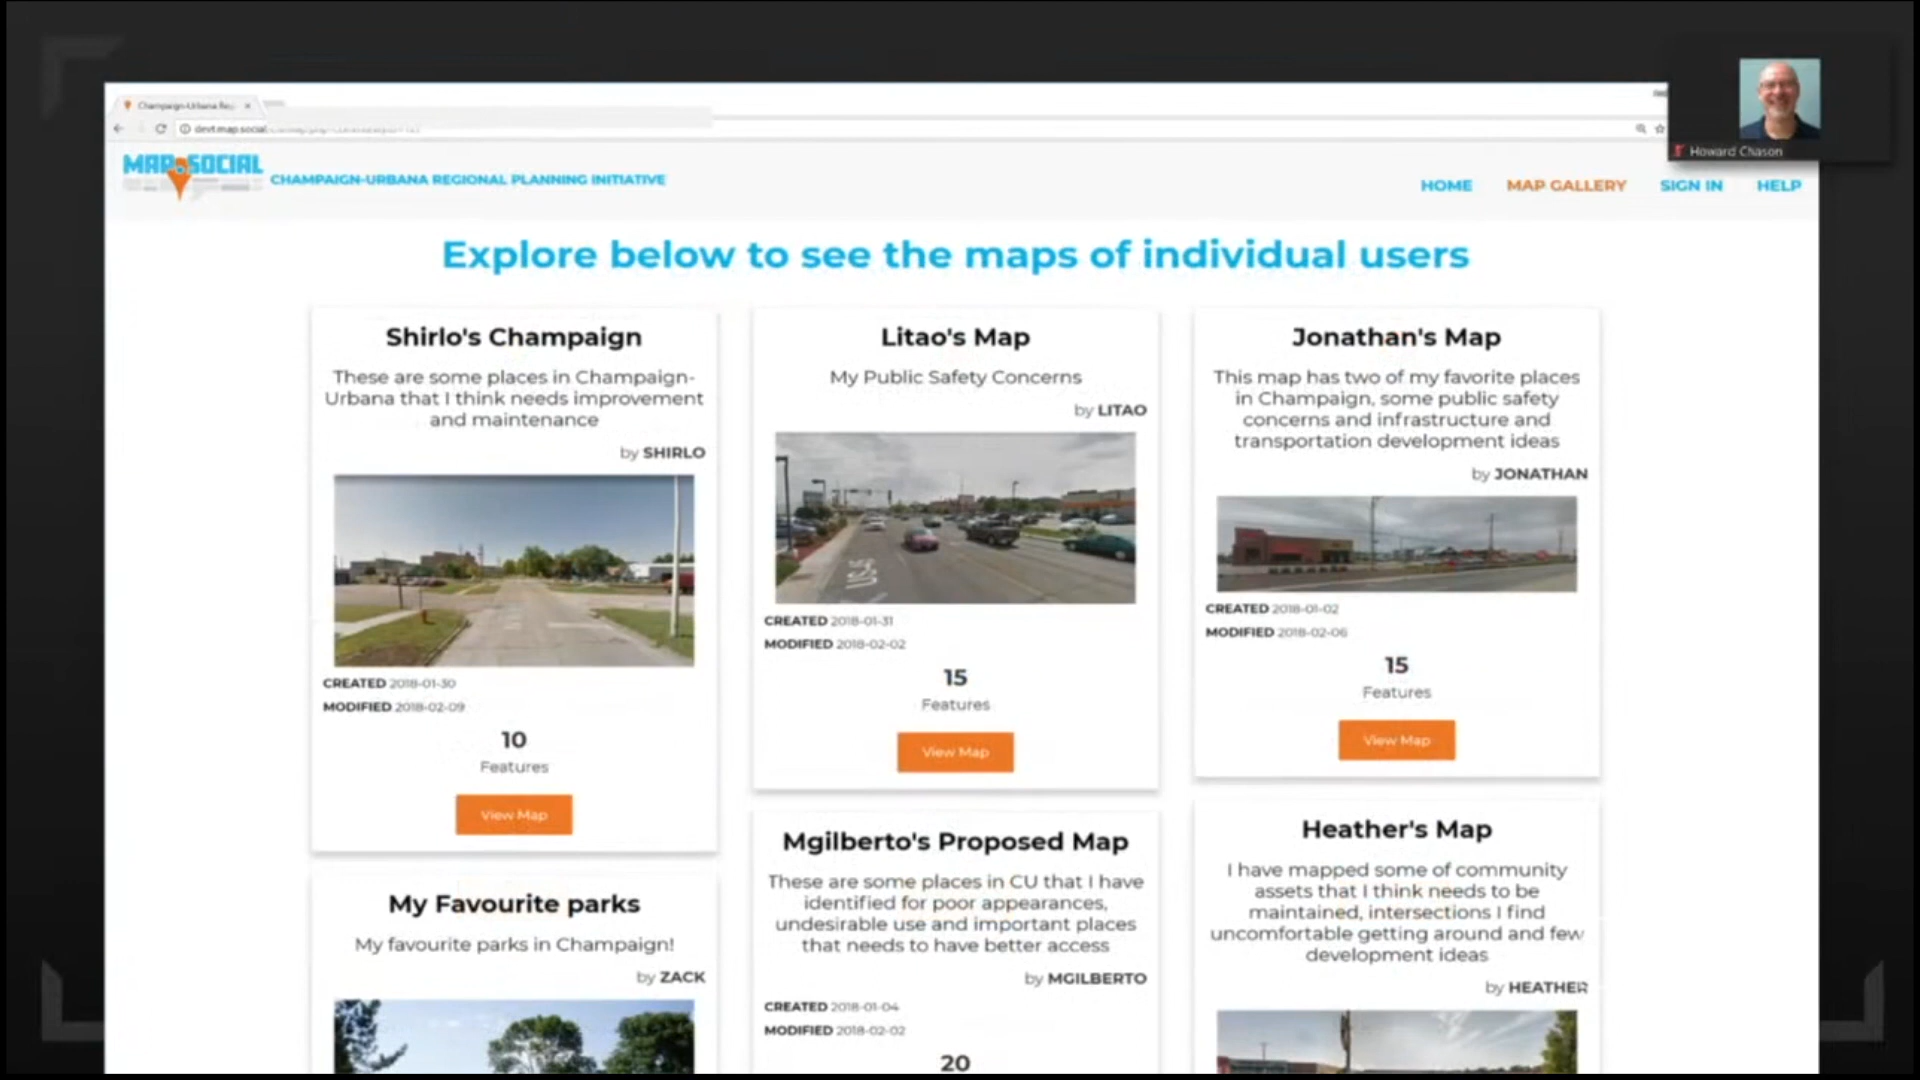 Champaign-Urbana Reg
devt.map.social
Howard Chason
MAP SOCIAL
CHAMPAIGN-URBANA REGIONAL PLANNING INITIATIVE
HOME MAP GALLERY SIGN IN HELP
Explore below to see the maps of individual users
Shirlo's Champaign
These are some places in Champaign-
Urbana that I think needs improvement
and maintenance
by SHIRLO
CREATED 2018-01-30
MODIFIED 2018-02-09
10
Features
View Map
Litao's Map
My Public Safety Concerns
by LITAO
US 45
CREATED 2018-01-31
MODIFIED 2018-02-02
15
Features
View Map
Jonathan's Map
This map has two of my favorite places
in Champaign, some public safety
concerns and infrastructure and
transportation development ideas
by JONATHAN
CREATED 2018-01-02
MODIFIED 2018-02-06
15
Features
View Map
My Favourite parks
My favourite parks in Champaign!
by ZACK
Mgilberto's Proposed Map
These are some places in CU that I have
identified for poor appearances,
undesirable use and important places
that needs to have better access
by MGILBERTO
CREATED 2018-01-04
MODIFIED 2018-02-02
20
Heather's Map
I have mapped some of community
assets that I think needs to be
maintained, intersections I find
uncomfortable getting around and few
development ideas
by HEATHER